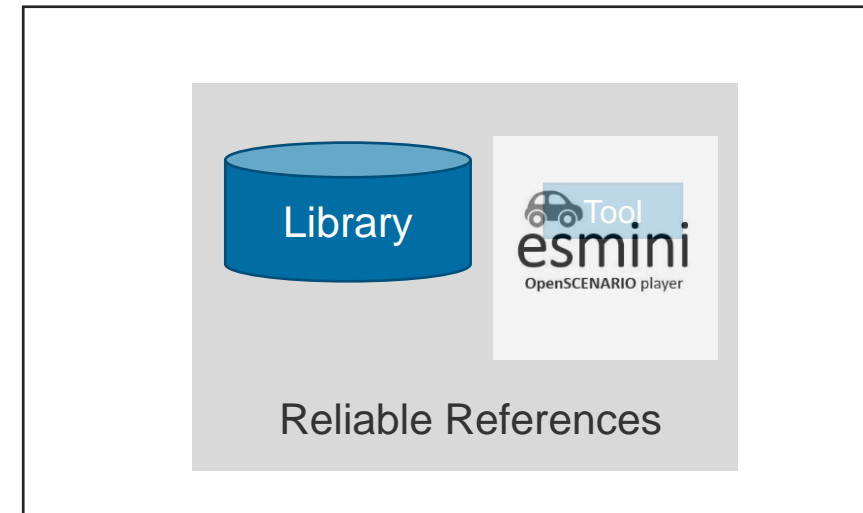 Library
Tool
esmini
OpenSCENARIO player
Reliable References